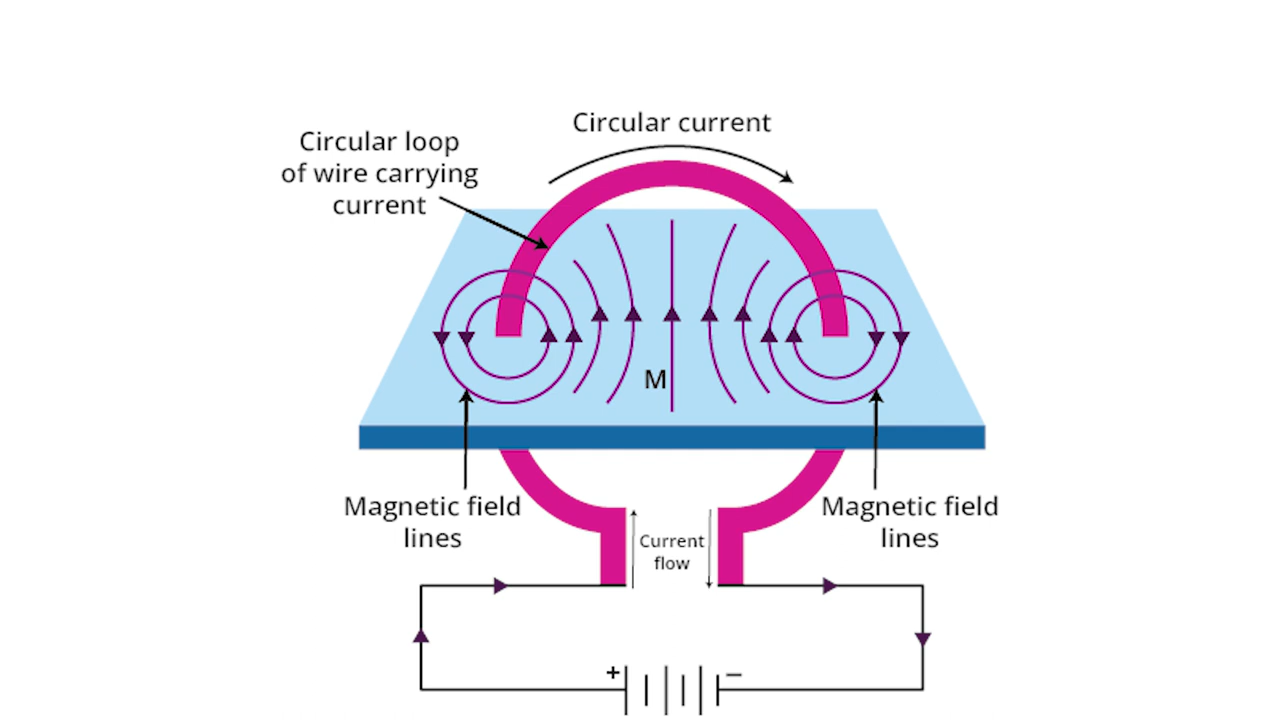 Circular current
Circular loop
of wire carrying
current
M
Magnetic field
lines
Magnetic field
lines
Current
flow
+ −